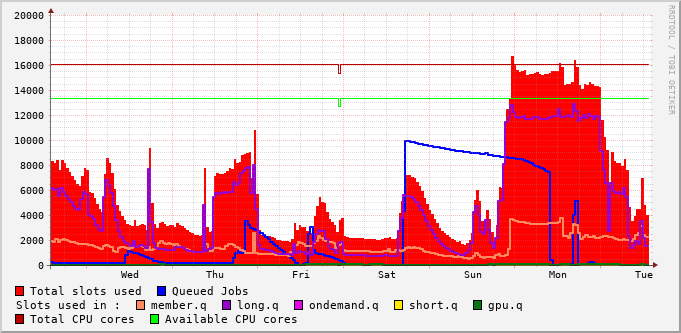 20000
18000
16000
14000
12000
10000
8000
6000
4000
2000
0
Wed Thu Fri Sat Sun Mon Tue
RRDTOOL / TOBI OETIKER
Total slots used Queued Jobs
Slots used in : member.q long.q ondemand.q short.q gpu.q
Total CPU cores Available CPU cores